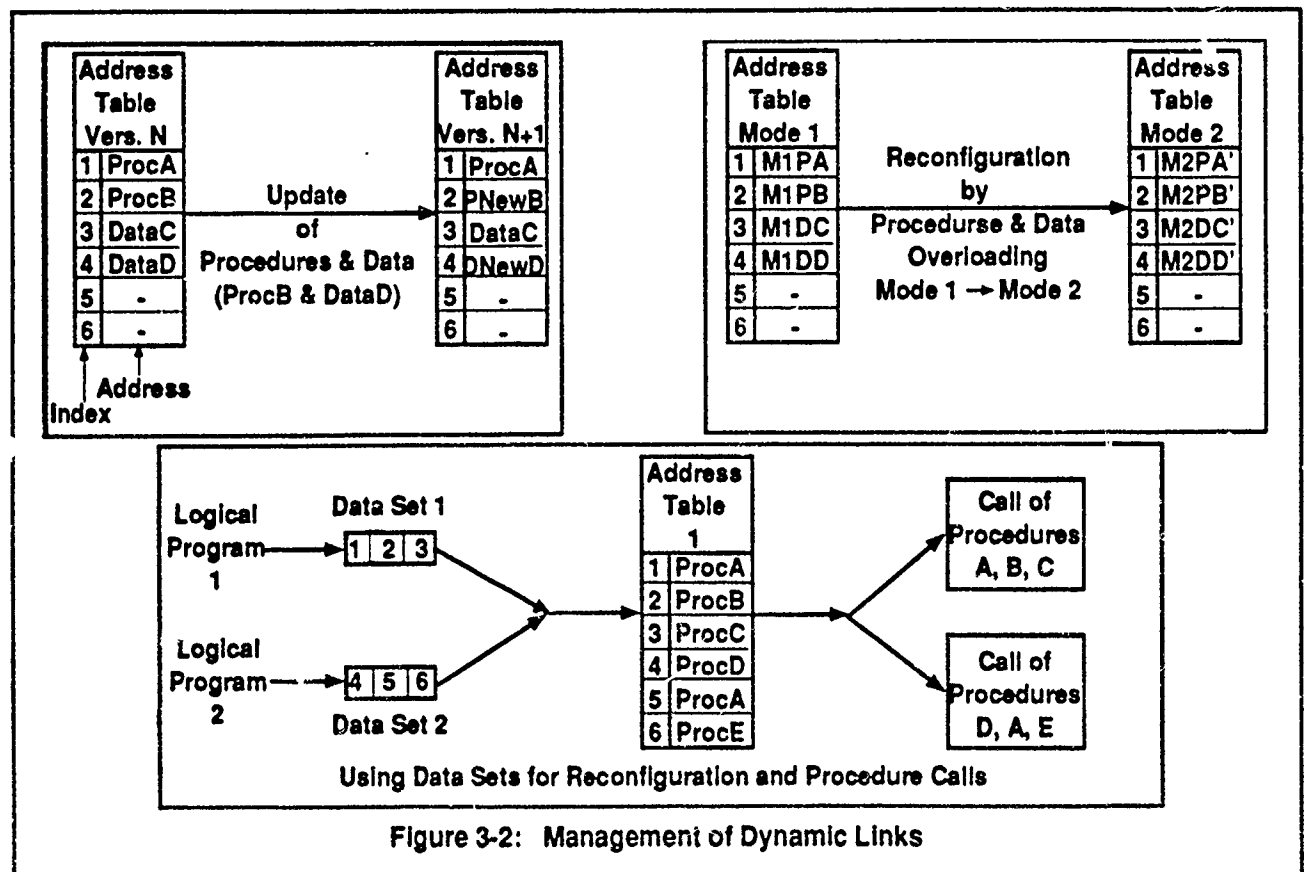 Address
Table
Vers. N
1 ProcA
2 ProcB
3 DataC
4 DataD
5 -
6 -
Index
Address
Update
of
Procedures & Data
(ProcB & DataD)
Address
Table
Vers. N+1
1 ProcA
2 PNewB
3 DataC
4 DNewD
5 -
6 -
Address
Table
Mode 1
1 M1PA
2 M1PB
3 M1DC
4 M1DD
5 -
6 -
Reconfiguration
by
Procedurse & Data
Overloading
Mode 1 → Mode 2
Address
Table
Mode 2
1 M2PA'
2 M2PB'
3 M2DC'
4 M2DD'
5 -
6 -
Logical
Program
1
Data Set 1
1 2 3
Logical
Program
2
4 5 6
Data Set 2
Address
Table
1
1 ProcA
2 ProcB
3 ProcC
4 ProcD
5 ProcA
6 ProcE
Call of
Procedures
A, B, C
Call of
Procedures
D, A, E
Using Data Sets for Reconfiguration and Procedure Calls
Figure 3-2: Management of Dynamic Links